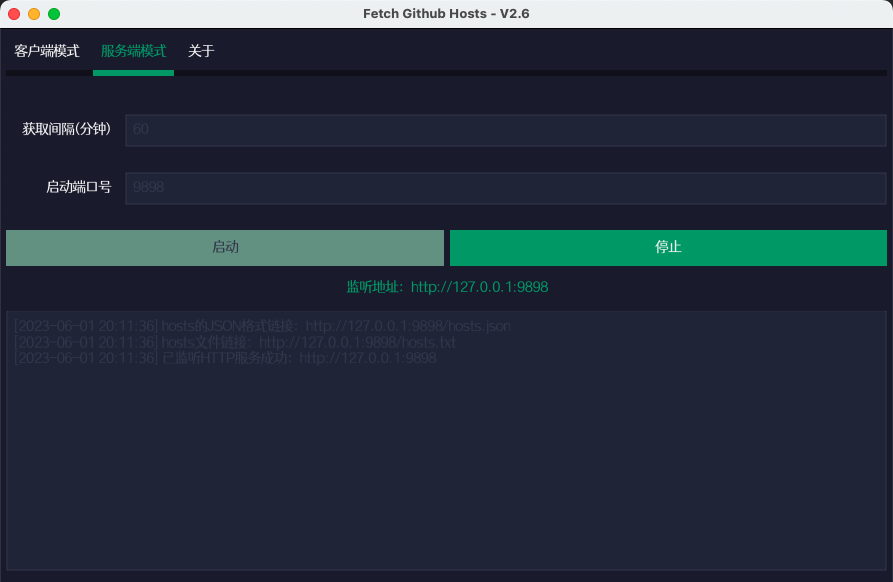 Fetch Github Hosts - V2.6
客户端模式 服务端模式 关于
获取间隔(分钟) 60
启动端口号 9898
启动 停止
监听地址：http://127.0.0.1:9898
[2023-06-01 20:11:36] hosts的JSON格式链接：http://127.0.0.1:9898/hosts.json
[2023-06-01 20:11:36] hosts文件链接：http://127.0.0.1:9898/hosts.txt
[2023-06-01 20:11:36] 已监听HTTP服务成功：http://127.0.0.1:9898